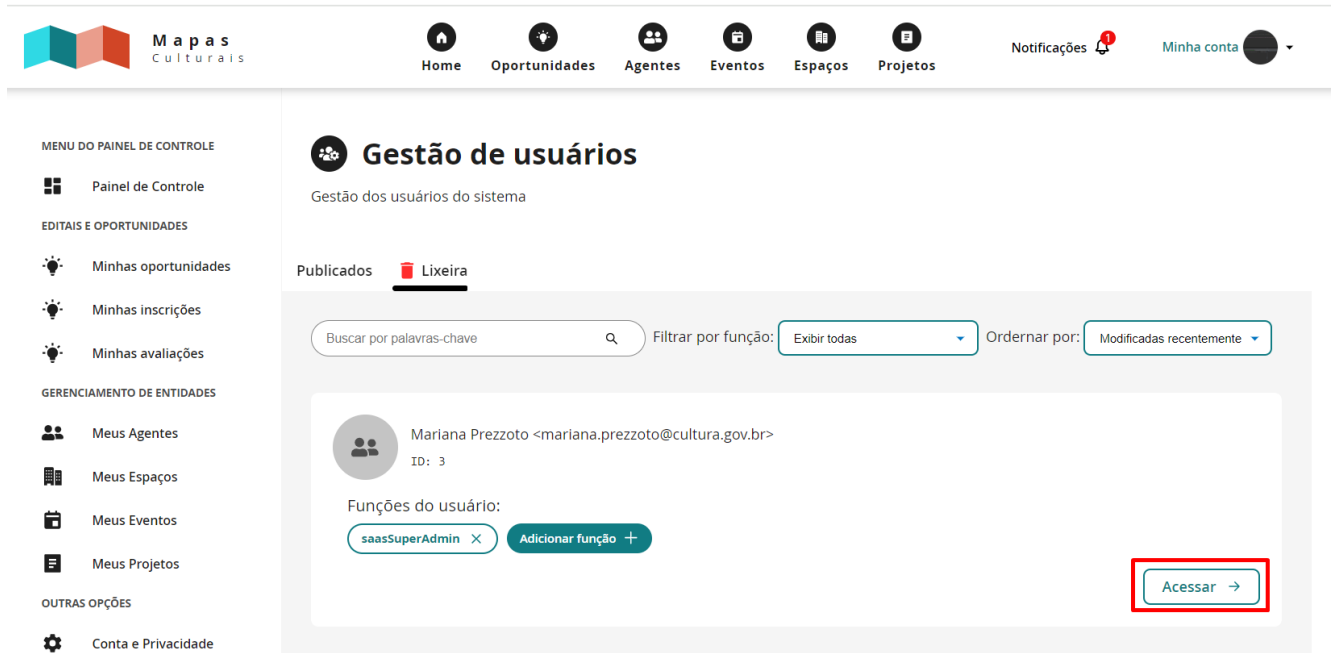 Mapas
Culturais
Home
Oportunidades
Agentes
Eventos
Espaços
Projetos
Notificações
1
Minha conta
MENU DO PAINEL DE CONTROLE
Painel de Controle
EDITAIS E OPORTUNIDADES
Minhas oportunidades
Minhas inscrições
Minhas avaliações
GERENCIAMENTO DE ENTIDADES
Meus Agentes
Meus Espaços
Meus Eventos
Meus Projetos
OUTRAS OPÇÕES
Conta e Privacidade
Gestão de usuários
Gestão dos usuários do sistema
Publicados
Lixeira
Buscar por palavras-chave
Filtrar por função:
Exibir todas
Ordernar por:
Modificadas recentemente
Mariana Prezzoto <mariana.prezzoto@cultura.gov.br>
ID: 3
Funções do usuário:
saasSuperAdmin
Adicionar função
Acessar